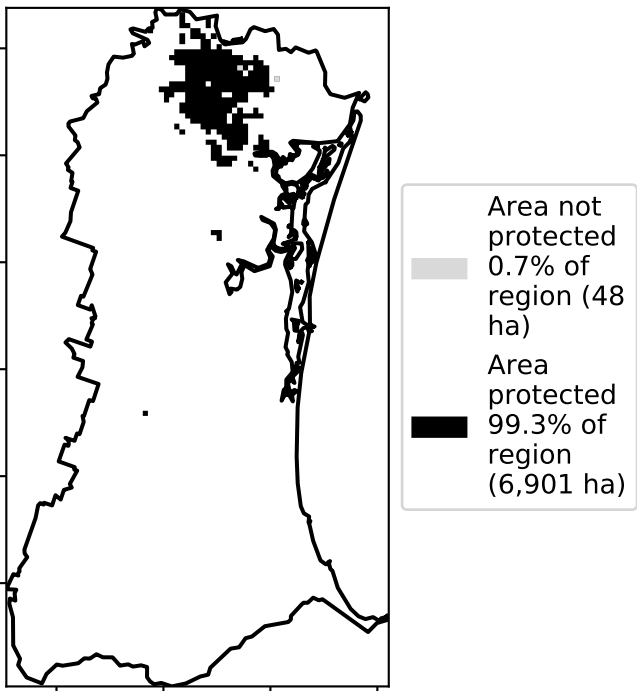 Area not
protected
0.7% of
region (48
ha)
Area
protected
99.3% of
region
(6,901 ha)